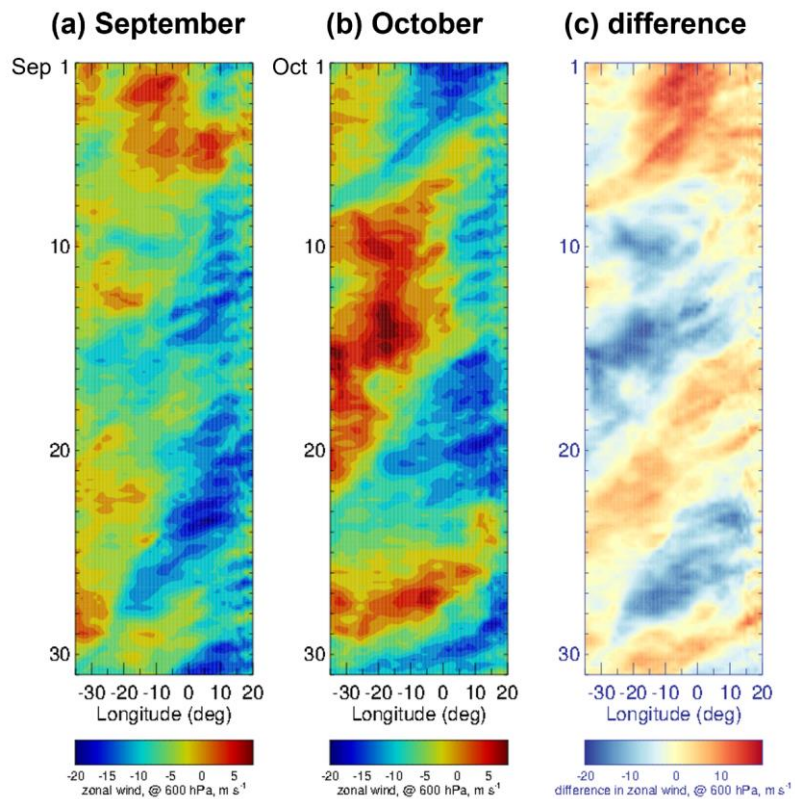 (a) September (b) October (c) difference
Sep 1 Oct 1 1
10 10 10
20 20 20
30 30 30
-30 -20 -10 0 10 20 -30 -20 -10 0 10 20 -30 -20 -10 0 10 20
Longitude (deg) Longitude (deg) Longitude (deg)
-20 -15 -10 -5 0 5 -20 -15 -10 -5 0 5 -20 -10 0 10
zonal wind, @ 600 hPa, m s⁻¹ zonal wind, @ 600 hPa, m s⁻¹ difference in zonal wind, @ 600 hPa, m s⁻¹